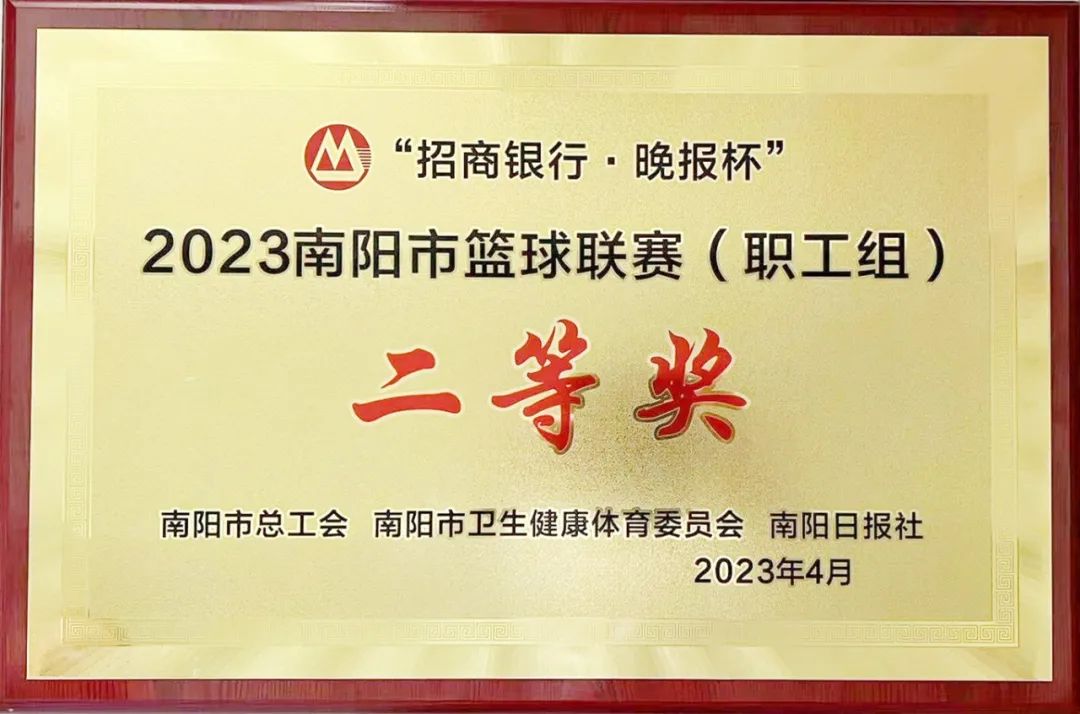 “招商银行·晚报杯”
2023南阳市篮球联赛（职工组）
二等奖
南阳市总工会 南阳市卫生健康体育委员会 南阳日报社
2023年4月